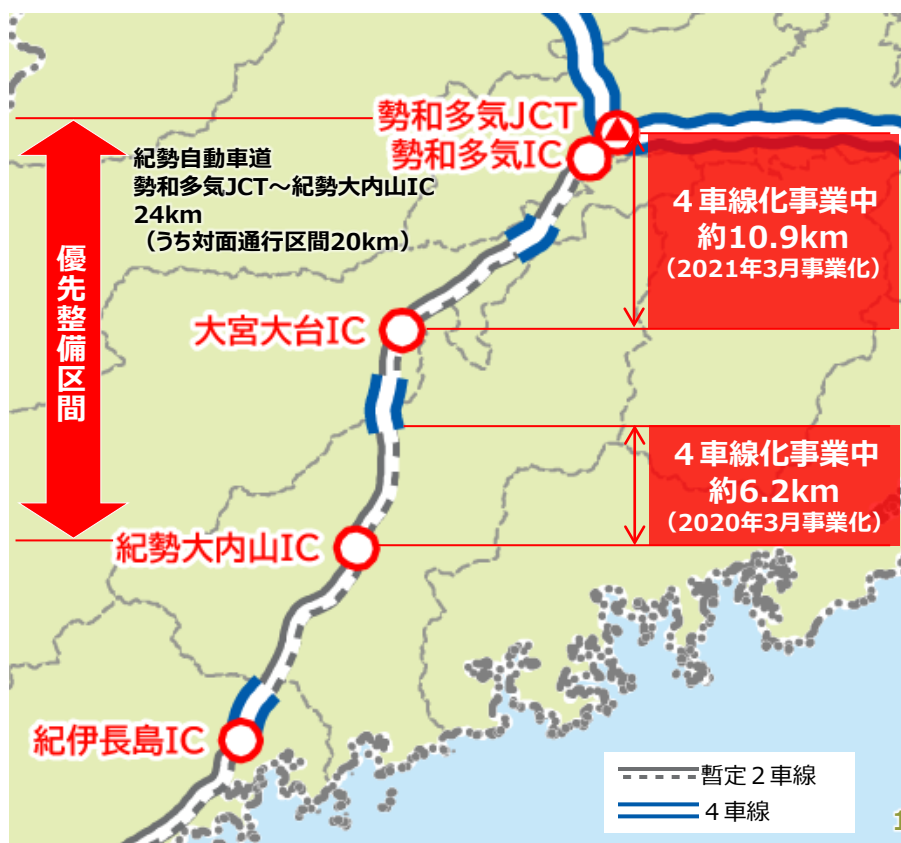 勢和多気JCT
勢和多気IC
紀勢自動車道
勢和多気JCT～紀勢大内山IC
24km
（うち対面通行区間20km）
４車線化事業中
約10.9km
（2021年3月事業化）
優先整備区間
大宮大台IC
４車線化事業中
約6.2km
（2020年3月事業化）
紀勢大内山IC
紀伊長島IC
暫定２車線
４車線
1